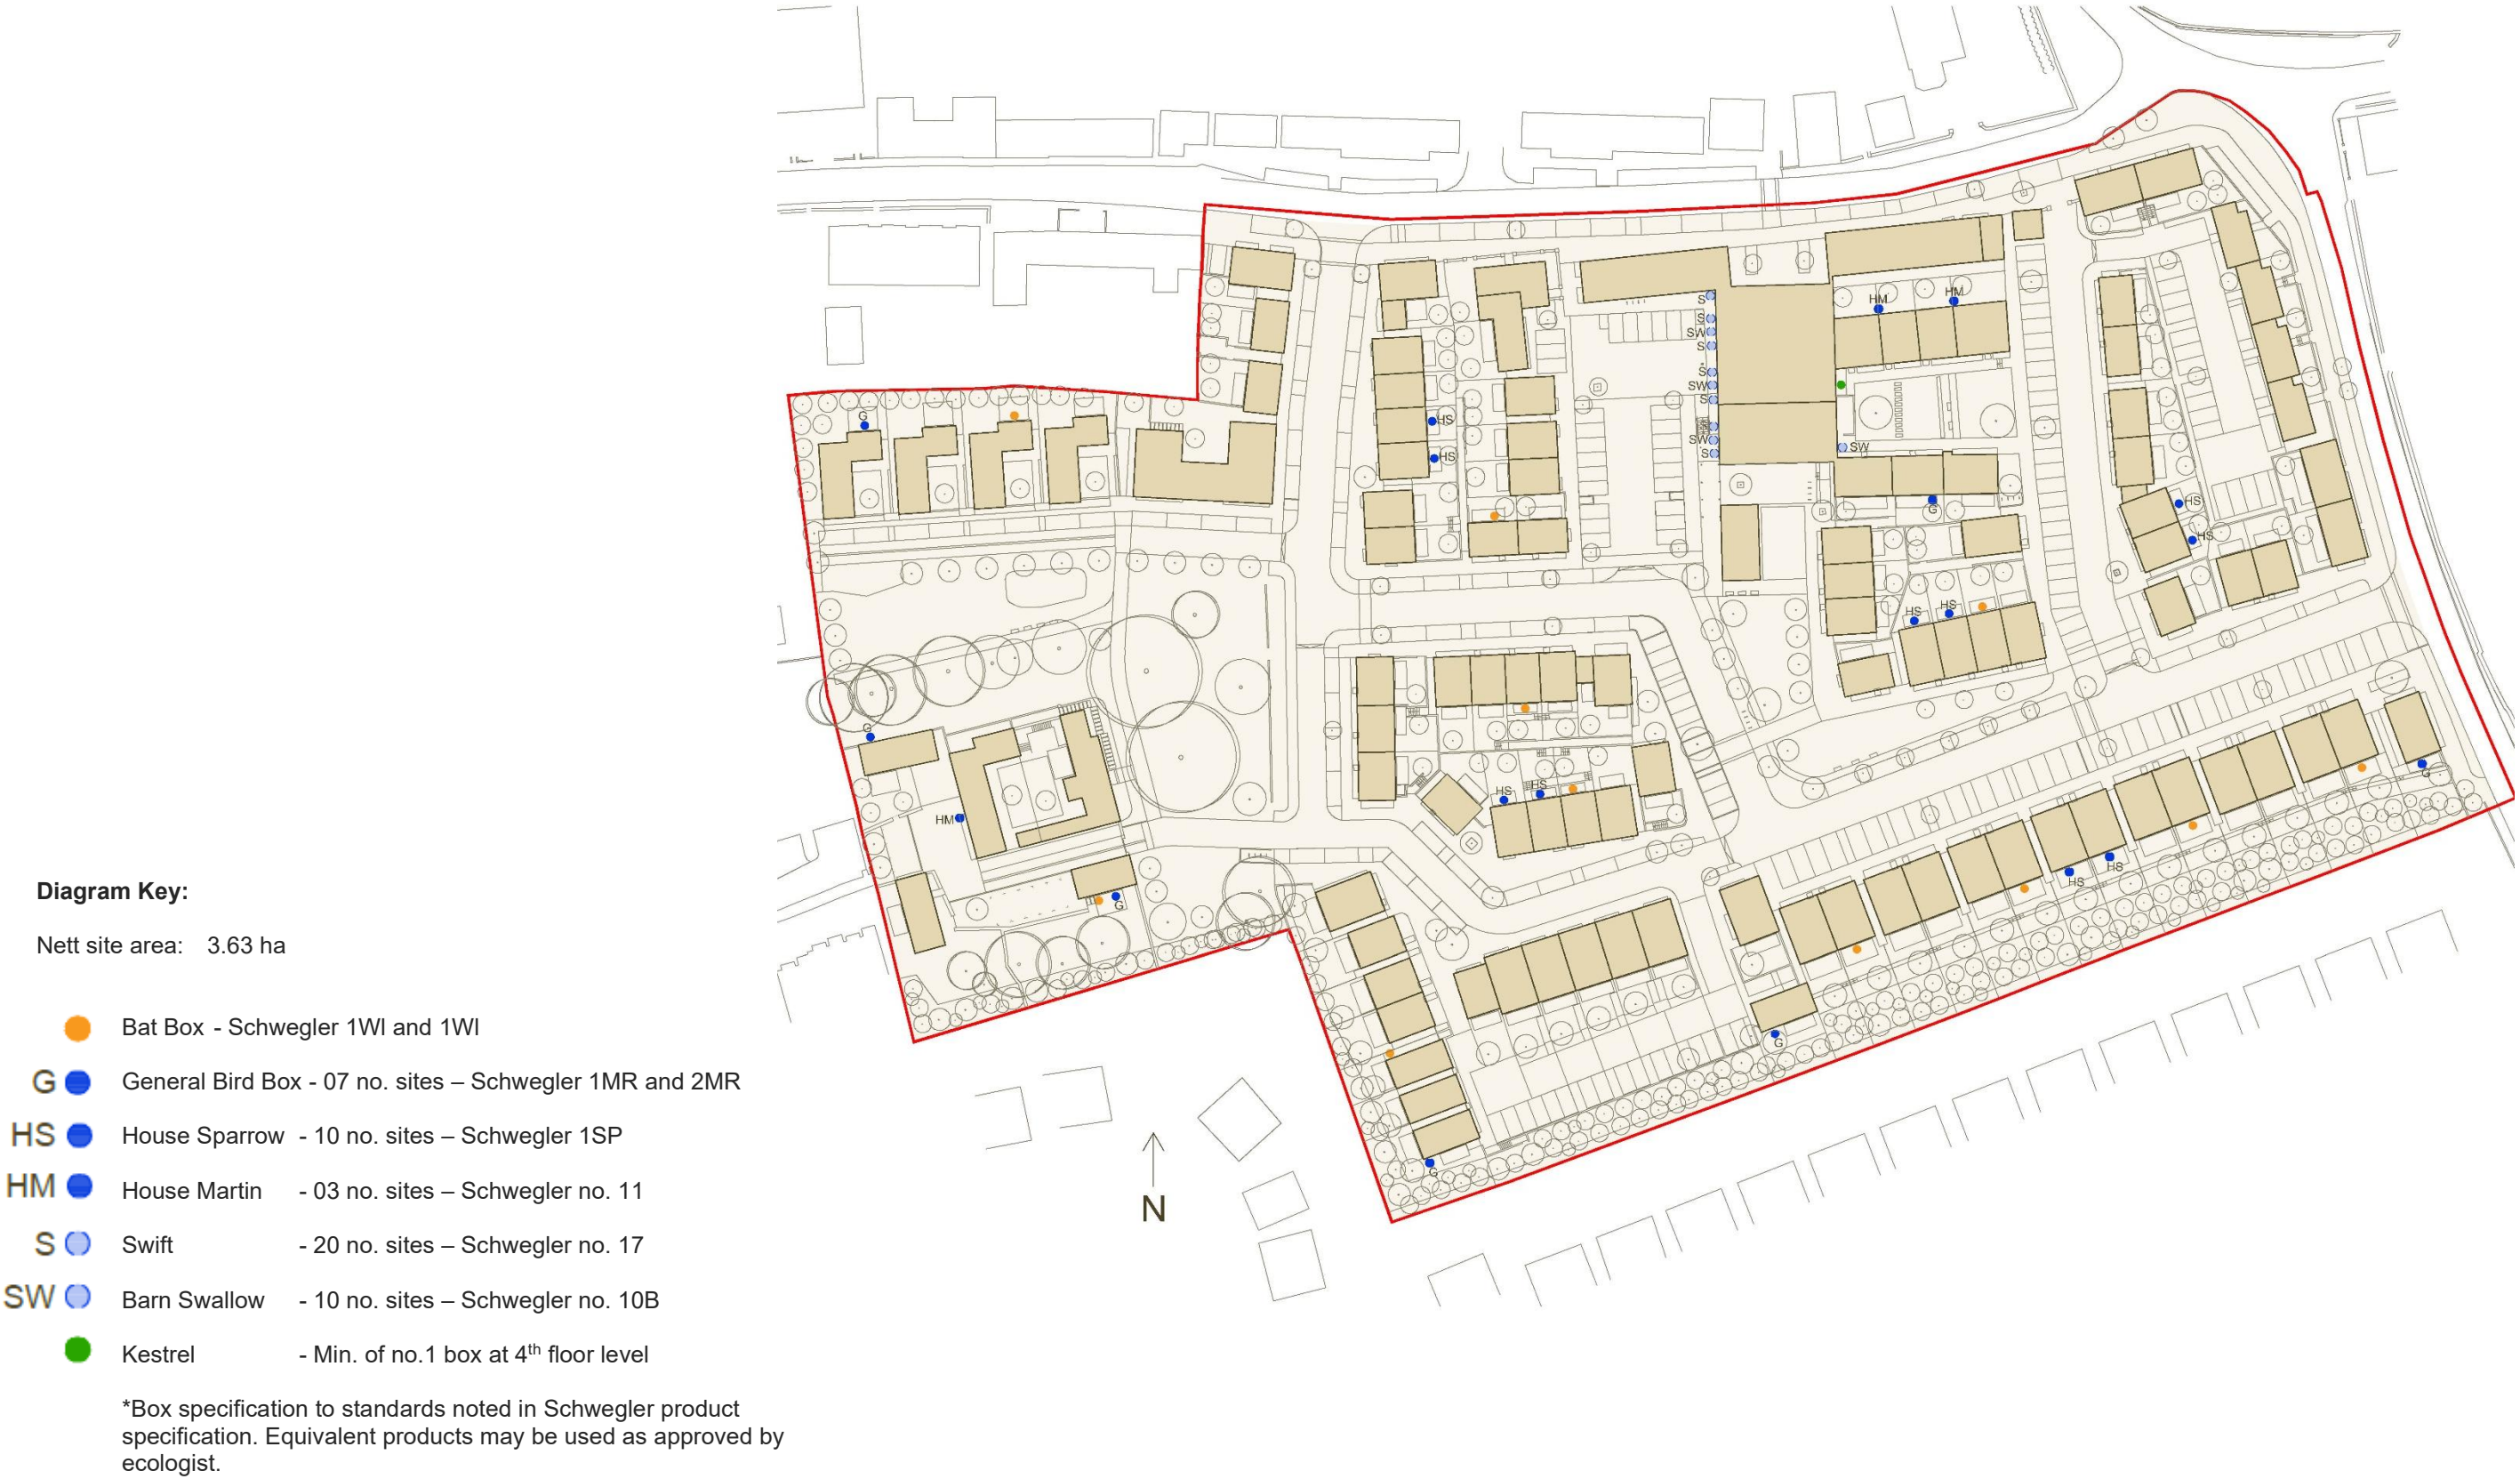 HM
HM
S
S
SW
S
S
SW
S
SW
S
SW
G
HS
HS
G
HS
HS
HS
HS
G
HM
HS
HS
G
HS
HS
G
G
G
N
Diagram Key:
Nett site area: 3.63 ha
Bat Box - Schwegler 1WI and 1WI
G General Bird Box - 07 no. sites – Schwegler 1MR and 2MR
HS House Sparrow - 10 no. sites – Schwegler 1SP
HM House Martin - 03 no. sites – Schwegler no. 11
S Swift - 20 no. sites – Schwegler no. 17
SW Barn Swallow - 10 no. sites – Schwegler no. 10B
Kestrel - Min. of no.1 box at 4th floor level
*Box specification to standards noted in Schwegler product
specification. Equivalent products may be used as approved by
ecologist.